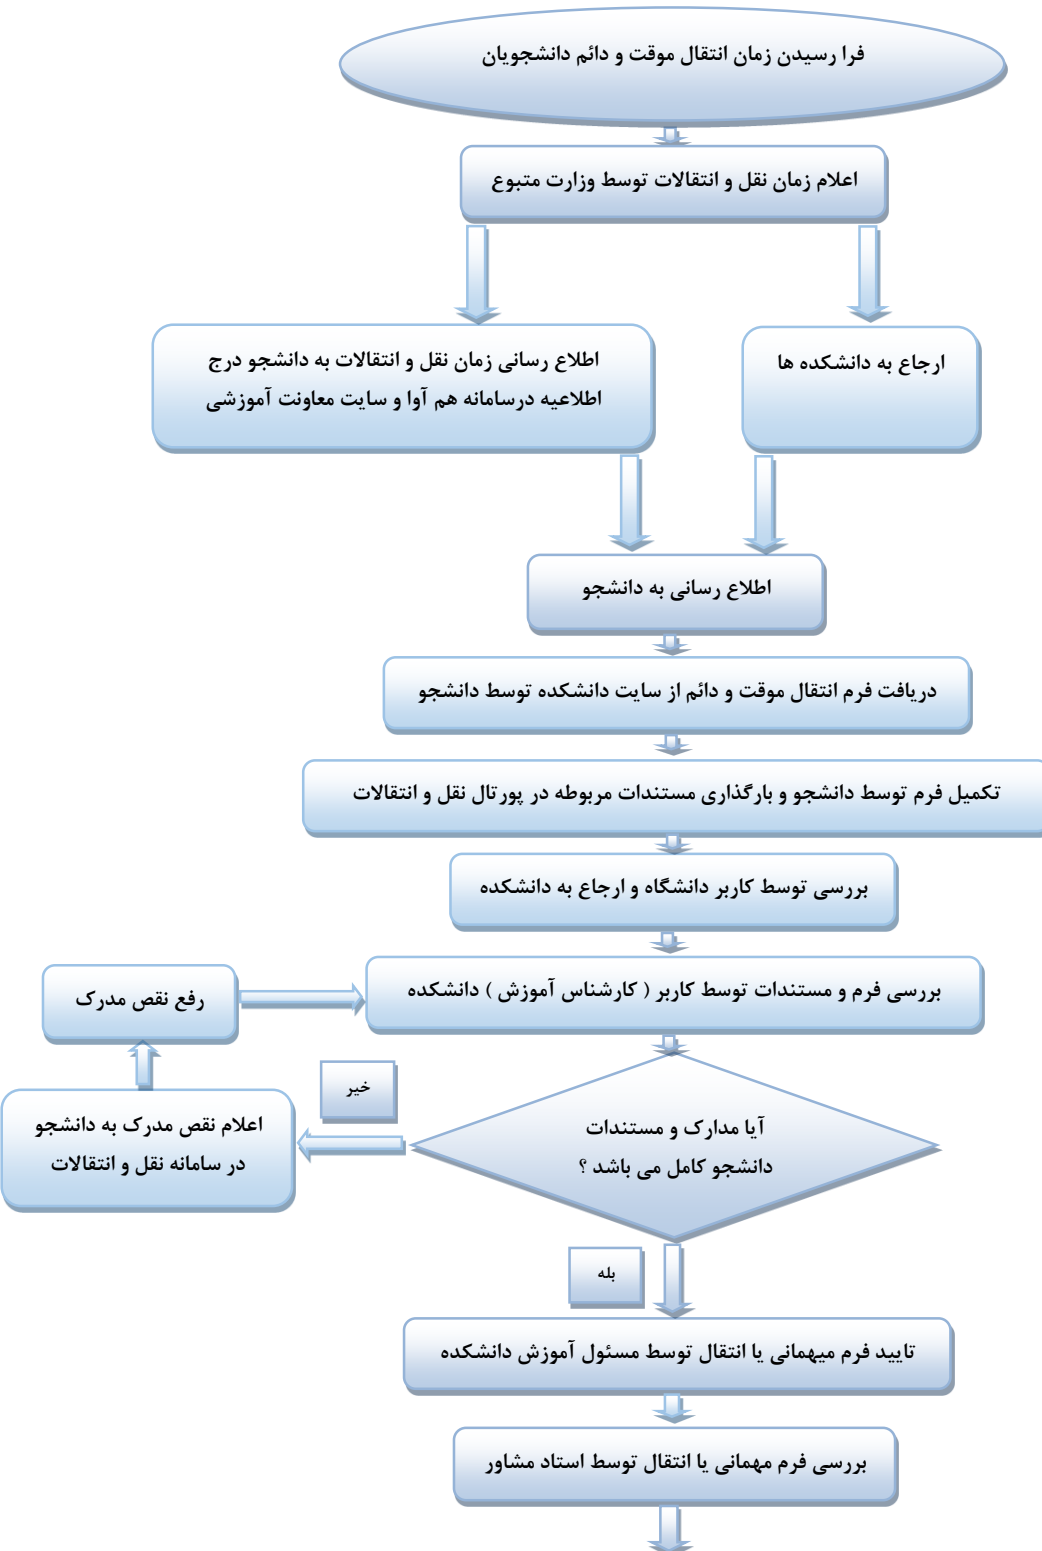 فرا رسیدن زمان انتقال موقت و دائم دانشجویان
اعلام زمان نقل و انتقالات توسط وزارت متبوع
ارجاع به دانشکده ها
اطلاع رسانی زمان نقل و انتقالات به دانشجو درج
اطلاعیه درسامانه هم آوا و سایت معاونت آموزشی
اطلاع رسانی به دانشجو
دریافت فرم انتقال موقت و دائم از سایت دانشکده توسط دانشجو
تکمیل فرم توسط دانشجو و بارگذاری مستندات مربوطه در پورتال نقل و انتقالات
بررسی توسط کاربر دانشگاه و ارجاع به دانشکده
بررسی فرم و مستندات توسط کاربر ( کارشناس آموزش ) دانشکده
رفع نقص مدرک
آیا مدارک و مستندات
دانشجو کامل می باشد ؟
خیر
اعلام نقص مدرک به دانشجو
در سامانه نقل و انتقالات
بله
تایید فرم میهمانی یا انتقال توسط مسئول آموزش دانشکده
بررسی فرم مهمانی یا انتقال توسط استاد مشاور